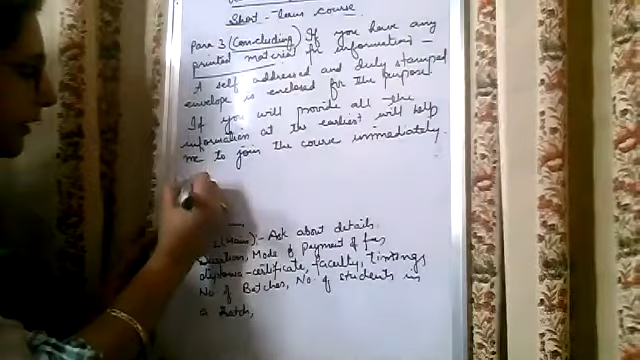 Short-term course
Para 3 (Concluding) If you have any
printed material for information -
A self addressed and duly stamped
envelope is enclosed for the purpose.
If you will provide all the
information at the earliest will help
me to join the course immediately.
2 (Main):- Ask about details
Duration, Mode of Payment of fees
diploma-certificate, faculty, timings
No of Batches, No. of students in
a Batch,